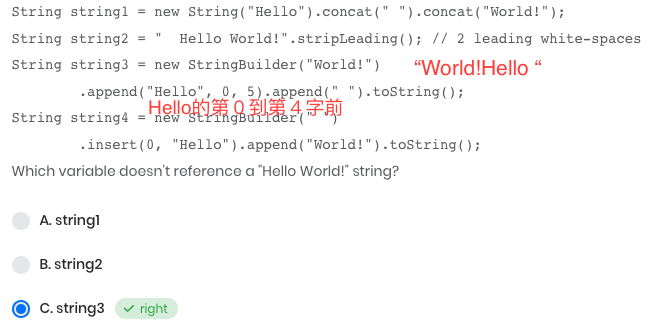 String string1 = new String("Hello").concat(" ").concat("World!");
String string2 = "  Hello World!".stripLeading(); // 2 leading white-spaces
String string3 = new StringBuilder("World!")
“World!Hello “
.append("Hello", 0, 5).append(" ").toString();
Hello的第０到第４字前
String string4 = new StringBuilder(" ")
.insert(0, "Hello").append("World!").toString();
Which variable doesn't reference a "Hello World!" string?
A. string1
B. string2
C. string3 ✓ right